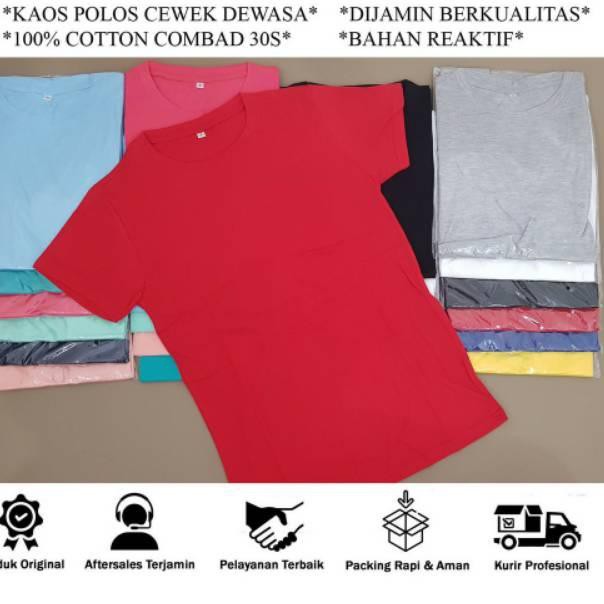 *KAOS POLOS CEWEK DEWASA*
*DIJAMIN BERKUALITAS*
*100% COTTON COMBAD 30S*
*BAHAN REAKTIF*
duk Original
Aftersales Terjamin
Pelayanan Terbaik
Packing Rapi & Aman
Kurir Profesional